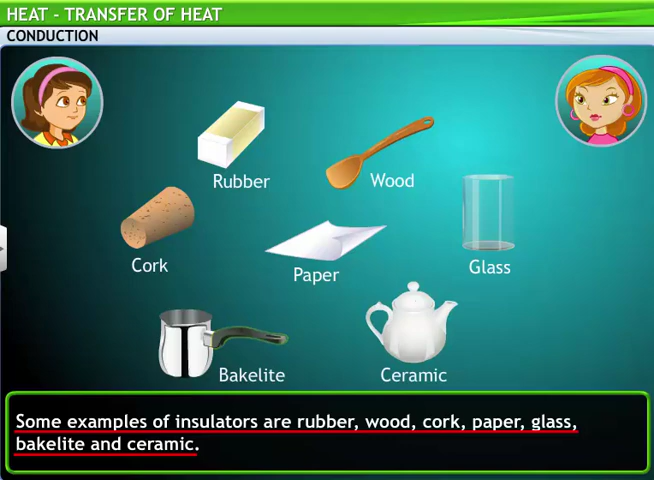 HEAT - TRANSFER OF HEAT
CONDUCTION
Rubber
Wood
Cork
Paper
Glass
Bakelite
Ceramic
Some examples of insulators are rubber, wood, cork, paper, glass,
bakelite and ceramic.